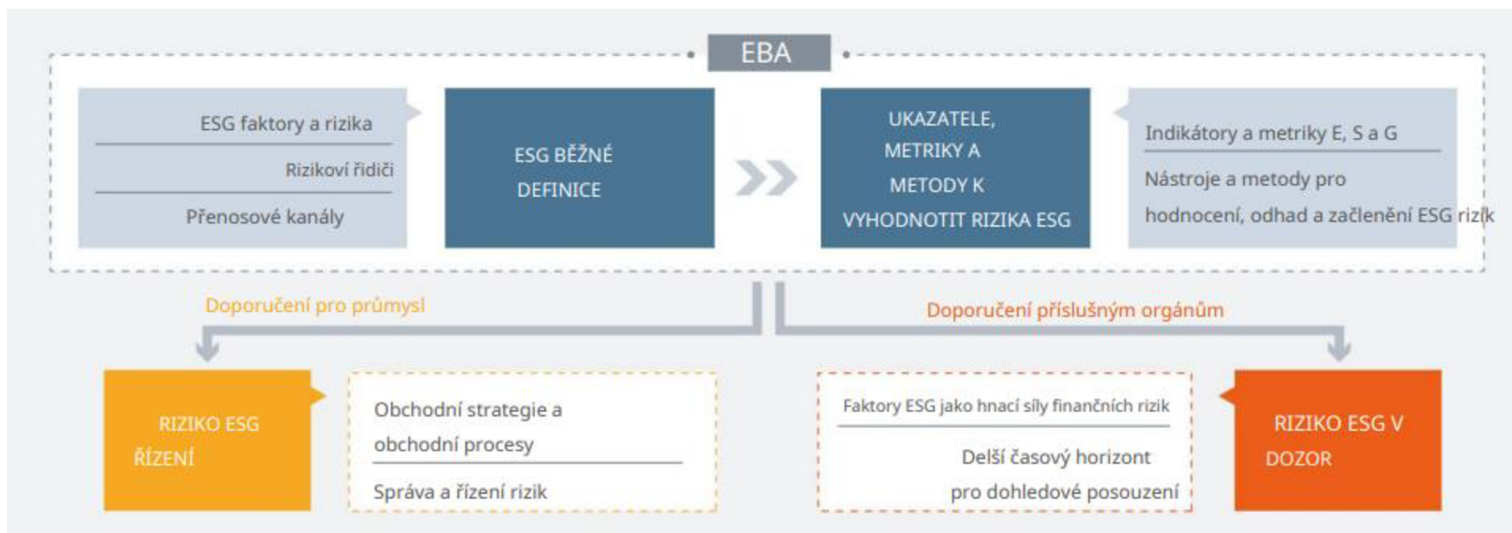 EBA
ESG faktory a rizika
Rizikoví řidiči
Přenosové kanály
ESG BĚŽNÉ
DEFINICE
UKAZATELE,
METRIKY A
METODY K
VYHODNOTIT RIZIKA ESG
Indikátory a metriky E, S a G
Nástroje a metody pro
hodnocení, odhad a začlenění ESG rizik
Doporučení pro průmysl
Doporučení příslušným orgánům
RIZIKO ESG
ŘÍZENÍ
Obchodní strategie a
obchodní procesy
Správa a řízení rizik
Faktory ESG jako hnací síly finančních rizik
Delší časový horizont
pro dohledové posouzení
RIZIKO ESG V
DOZOR